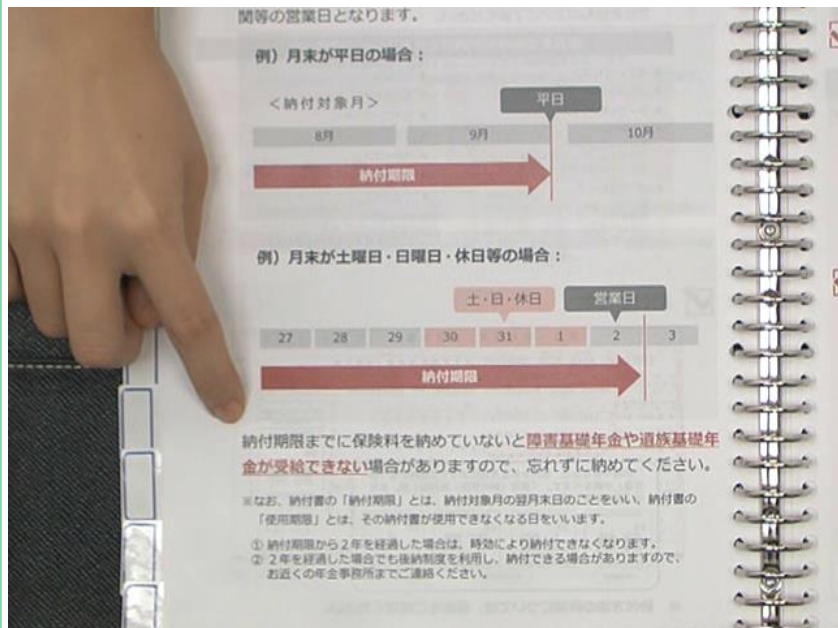 関等の営業日となります。
例）月末が平日の場合：
＜納付対象月＞
平日
8月 9月 10月
納付期限
例）月末が土曜日・日曜日・休日等の場合：
土・日・休日 営業日
27 28 29 30 31 1 2 3
納付期限
納付期限までに保険料を納めていないと障害基礎年金や遺族基礎年
金が受給できない場合がありますので、忘れずに納めてください。
※なお、納付書の「納付期限」とは、納付対象月の翌月末日のことをいい、納付書の
「使用期限」とは、その納付書が使用できなくなる日をいいます。
① 納付期限から２年を経過した場合は、時効により納付できなくなります。
② ２年を経過した場合でも後納制度を利用し、納付できる場合がありますので、
お近くの年金事務所までご連絡ください。